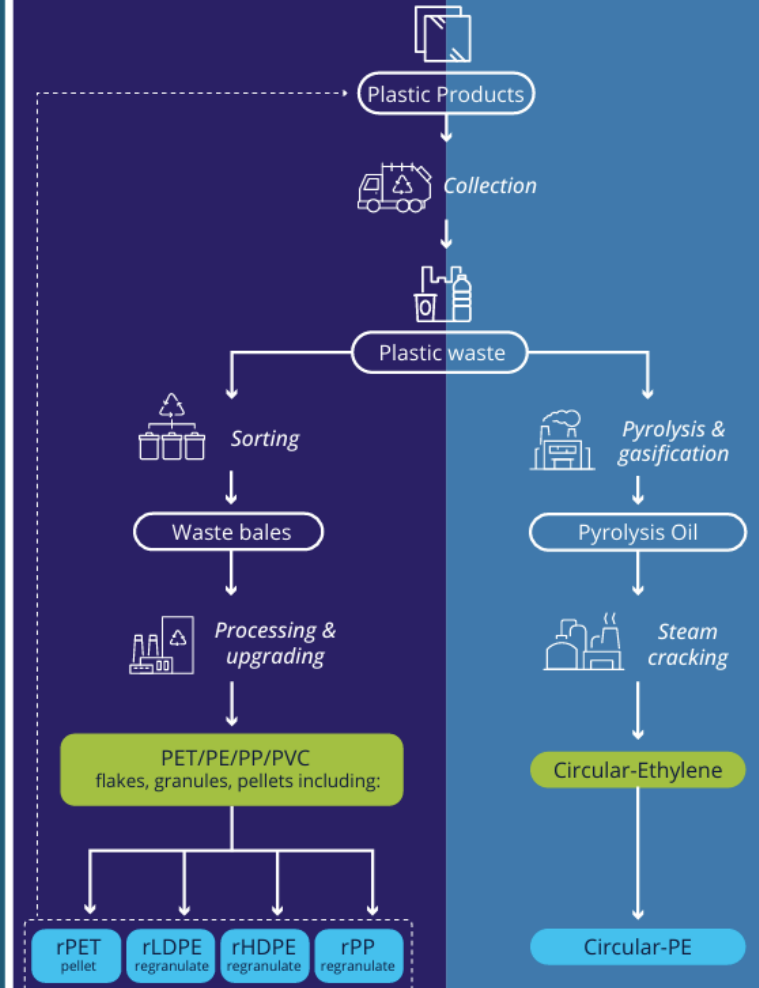 Plastic Products
Collection
Plastic waste
Sorting
Pyrolysis &
gasification
Waste bales
Pyrolysis Oil
Processing &
upgrading
Steam
cracking
PET/PE/PP/PVC
flakes, granules, pellets including:
Circular-Ethylene
rPET
pellet
rLDPE
regranulate
rHDPE
regranulate
rPP
regranulate
Circular-PE